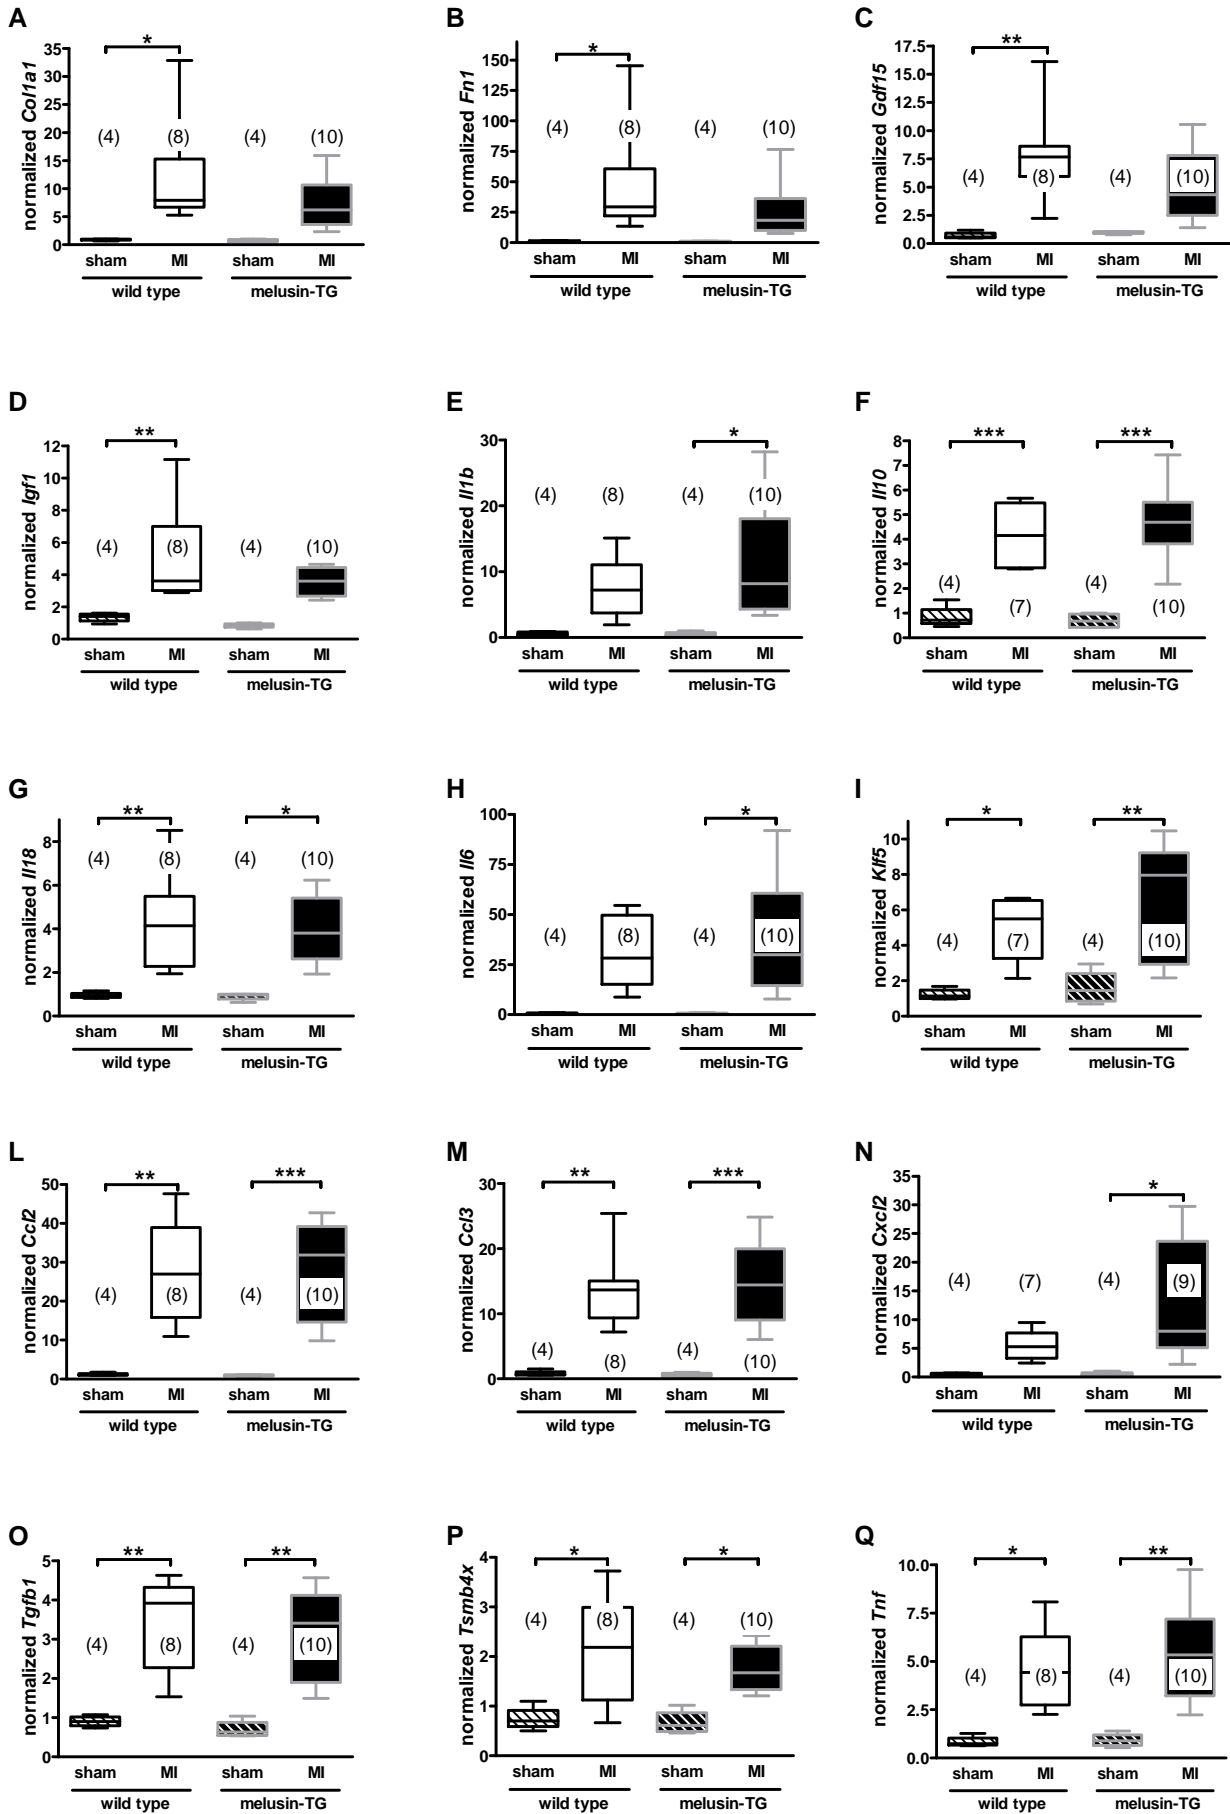 A
normalized Col1a1
35
30
25
20
15
10
5
0
*
(4)
(8)
(4)
(10)
sham MI sham MI
wild type melusin-TG
B
normalized Fn1
150
125
100
75
50
25
0
*
(4)
(8)
(4)
(10)
sham MI sham MI
wild type melusin-TG
C
normalized Gdf15
17.5
15.0
12.5
10.0
7.5
5.0
2.5
0.0
**
(4)
(8)
(4)
(10)
sham MI sham MI
wild type melusin-TG
D
normalized Igf1
12
10
8
6
4
2
0
**
(4)
(8)
(4)
(10)
sham MI sham MI
wild type melusin-TG
E
normalized Il1b
30
20
10
0
*
(4)
(8)
(4)
(10)
sham MI sham MI
wild type melusin-TG
F
normalized Il10
8
7
6
5
4
3
2
1
0
***
***
(4)
(7)
(4)
(10)
sham MI sham MI
wild type melusin-TG
G
normalized Il18
8
6
4
2
0
**
*
(4)
(8)
(4)
(10)
sham MI sham MI
wild type melusin-TG
H
normalized Il6
100
75
50
25
0
*
(4)
(8)
(4)
(10)
sham MI sham MI
wild type melusin-TG
I
normalized Klf5
10
8
6
4
2
0
*
**
(4)
(7)
(4)
(10)
sham MI sham MI
wild type melusin-TG
L
normalized Ccl2
50
40
30
20
10
0
**
***
(4)
(8)
(4)
(10)
sham MI sham MI
wild type melusin-TG
M
normalized Ccl3
30
20
10
0
**
***
(4)
(8)
(4)
(10)
sham MI sham MI
wild type melusin-TG
N
normalized Cxcl2
35
30
25
20
15
10
5
0
*
(4)
(7)
(4)
(9)
sham MI sham MI
wild type melusin-TG
O
normalized Tgfb1
5
4
3
2
1
0
**
**
(4)
(8)
(4)
(10)
sham MI sham MI
wild type melusin-TG
P
normalized Tsmb4x
4
3
2
1
0
*
*
(4)
(8)
(4)
(10)
sham MI sham MI
wild type melusin-TG
Q
normalized Tnf
10.0
7.5
5.0
2.5
0.0
*
**
(4)
(8)
(4)
(10)
sham MI sham MI
wild type melusin-TG